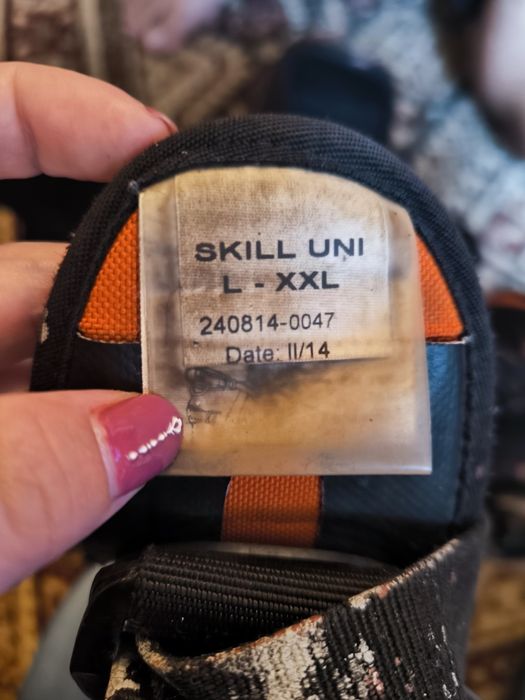 SKILL UNI
L - XXL
240814-0047
Date: II/14